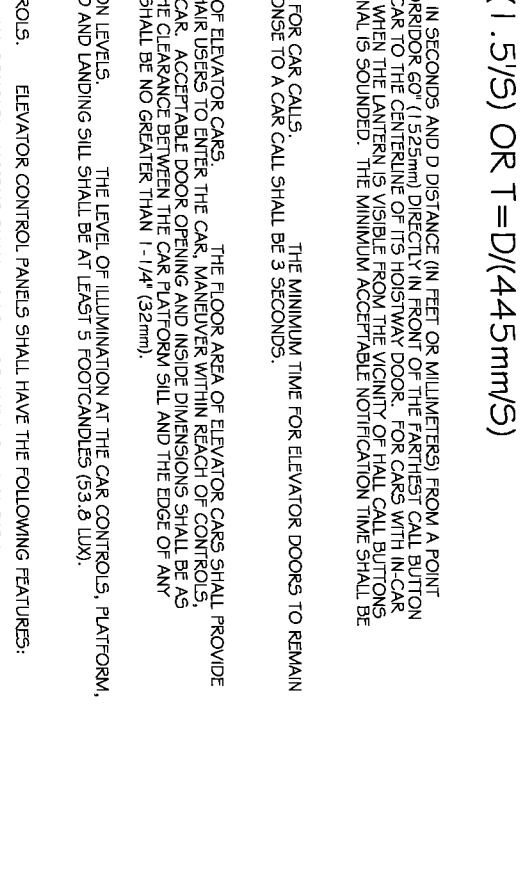 (1.5'/S) OR T=D/(445mm/S)
IN SECONDS AND D DISTANCE (IN FEET OR MILLIMETERS) FROM A POINT
RRIDOR 60" (1525mm) DIRECTLY IN FRONT OF THE FARTHEST CALL BUTTON
CAR TO THE CENTERLINE OF ITS HOISTWAY DOOR. FOR CARS WITH IN-CAR
WHEN THE LANTERN IS VISIBLE FROM THE VICINITY OF HALL CALL BUTTONS
NAL IS SOUNDED. THE MINIMUM ACCEPTABLE NOTIFICATION TIME SHALL BE
FOR CAR CALLS. THE MINIMUM TIME FOR ELEVATOR DOORS TO REMAIN
ONSE TO A CAR CALL SHALL BE 3 SECONDS.
OF ELEVATOR CARS. THE FLOOR AREA OF ELEVATOR CARS SHALL PROVIDE
HAIR USERS TO ENTER THE CAR, MANEUVER WITHIN REACH OF CONTROLS,
CAR. ACCEPTABLE DOOR OPENING AND INSIDE DIMENSIONS SHALL BE AS
HE CLEARANCE BETWEEN THE CAR PLATFORM SILL AND THE EDGE OF ANY
SHALL BE NO GREATER THAN 1-1/4" (32mm).
ON LEVELS. THE LEVEL OF ILLUMINATION AT THE CAR CONTROLS, PLATFORM,
D AND LANDING SILL SHALL BE AT LEAST 5 FOOTCANDLES (53.8 LUX).
ROLS. ELEVATOR CONTROL PANELS SHALL HAVE THE FOLLOWING FEATURES: